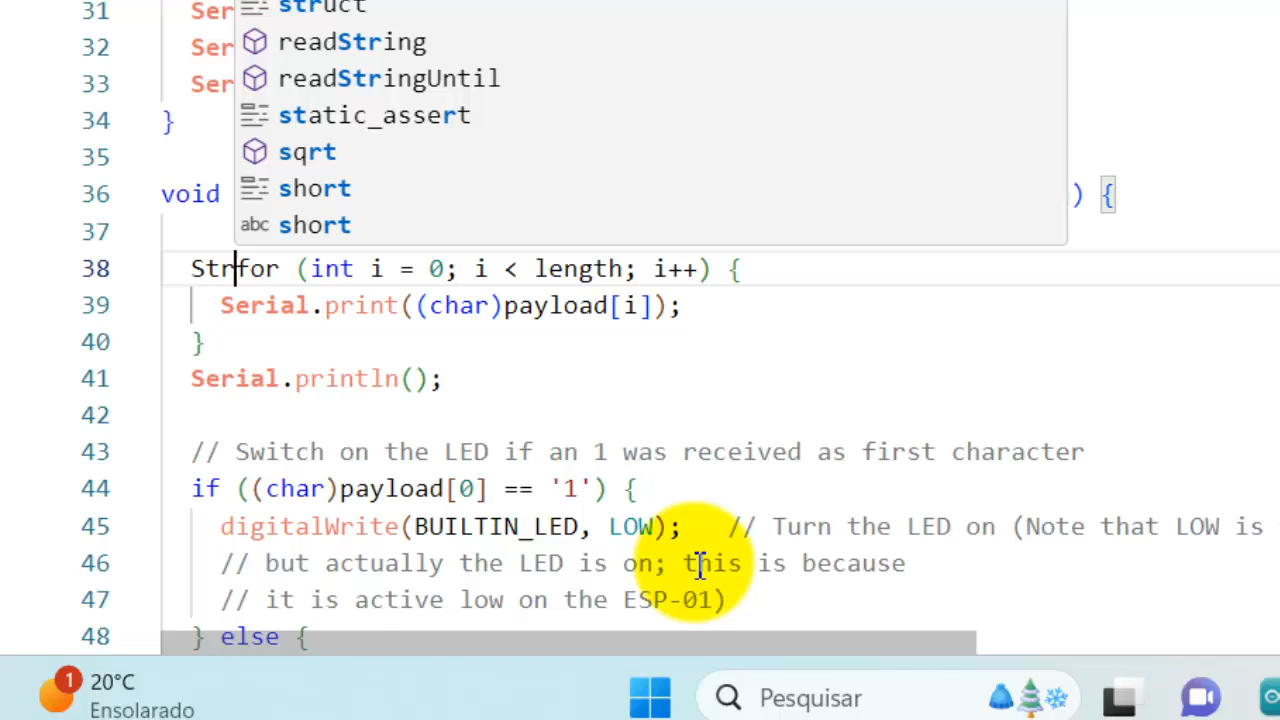 31 Ser
struct
32 Ser
readString
33 Ser
readStringUntil
34 }
static_assert
35
sqrt
36 void
short
) {
37
abc short
38 Strfor (int i = 0; i < length; i++) {
39 Serial.print((char)payload[i]);
40 }
41 Serial.println();
42
43 // Switch on the LED if an 1 was received as first character
44 if ((char)payload[0] == '1') {
45 digitalWrite(BUILTIN_LED, LOW); // Turn the LED on (Note that LOW is
46 // but actually the LED is on; this is because
47 // it is active low on the ESP-01)
48 } else {
1
20°C
Ensolarado
Pesquisar